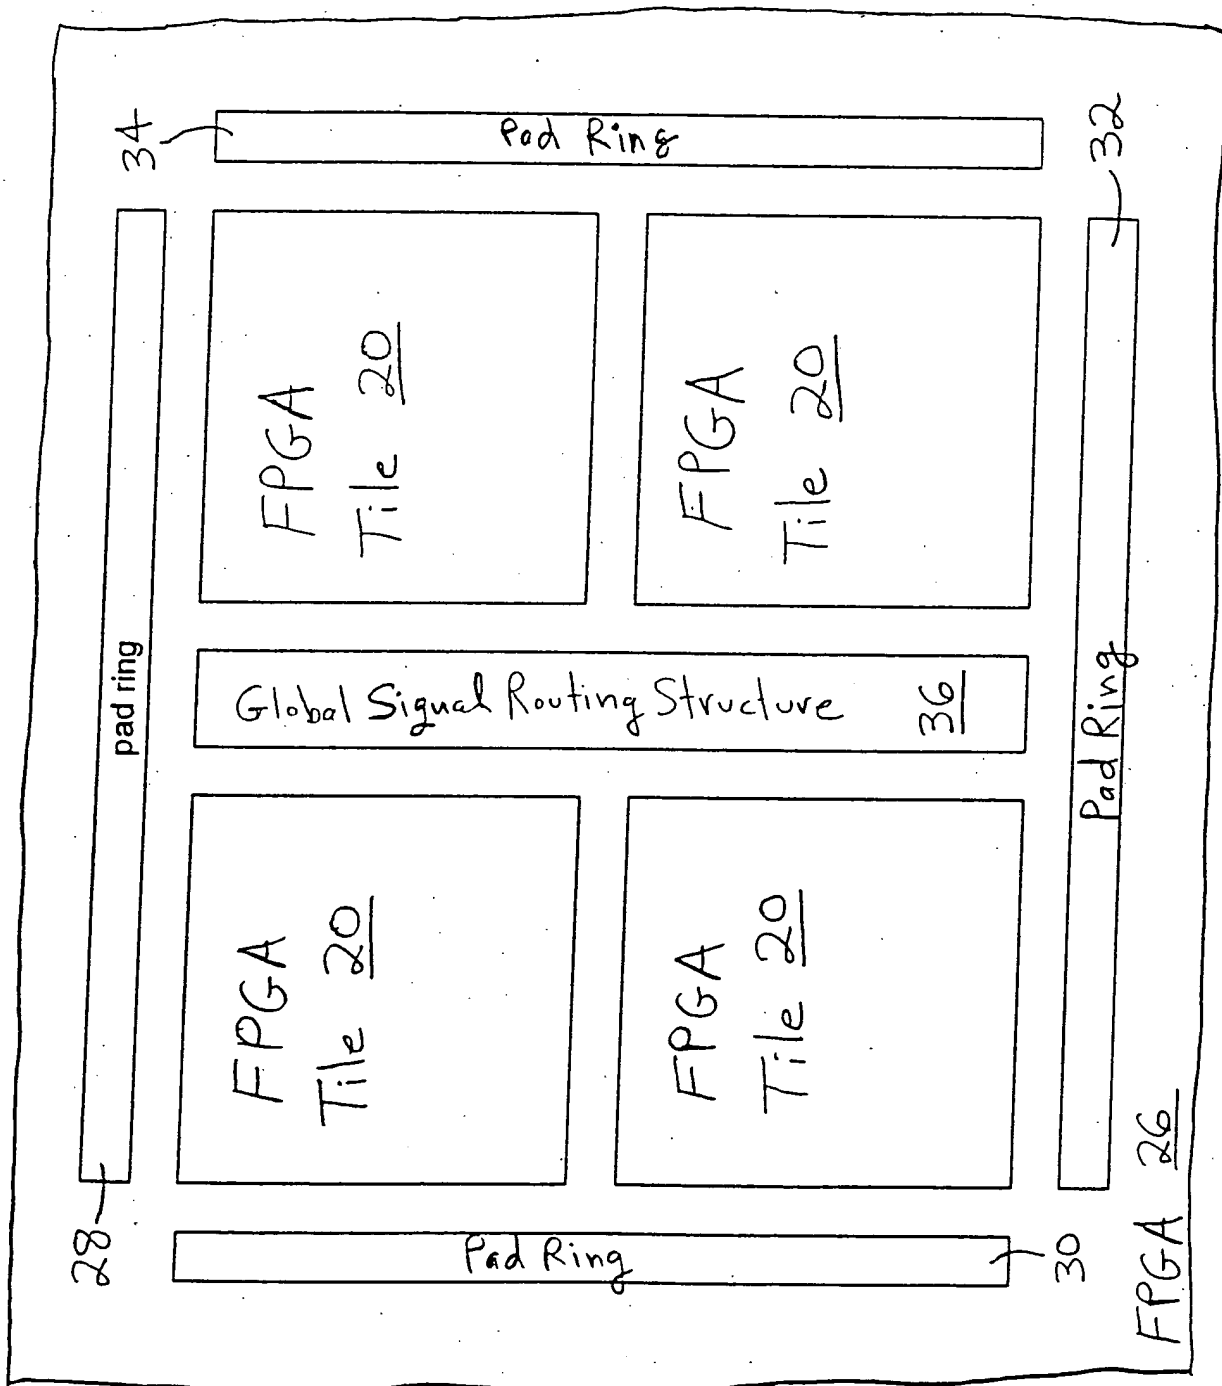 34
Pad Ring
32
pad ring
FPGA
Tile 20
FPGA
Tile 20
Global Signal Routing Structure 36
Pad Ring
FPGA
Tile 20
FPGA
Tile 20
28
Pad Ring
30
FPGA 26